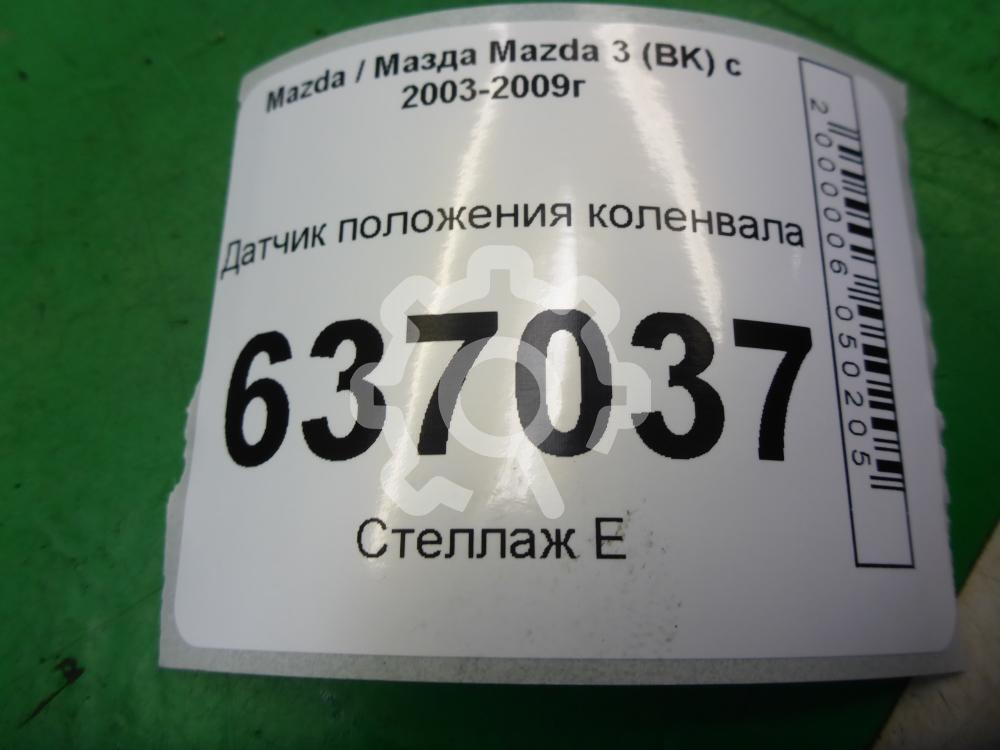 Mazda / Мазда Mazda 3 (BK) с
2003-2009г
Датчик положения коленвала
637037
Стеллаж Е
2000006050205